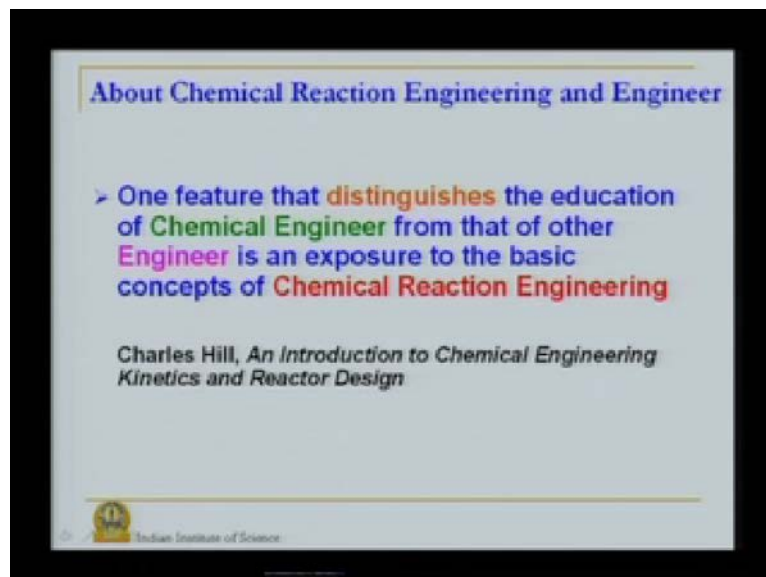 About Chemical Reaction Engineering and Engineer
One feature that distinguishes the education
of Chemical Engineer from that of other
Engineer is an exposure to the basic
concepts of Chemical Reaction Engineering
Charles Hill, An Introduction to Chemical Engineering
Kinetics and Reactor Design
Indian Institute of Science